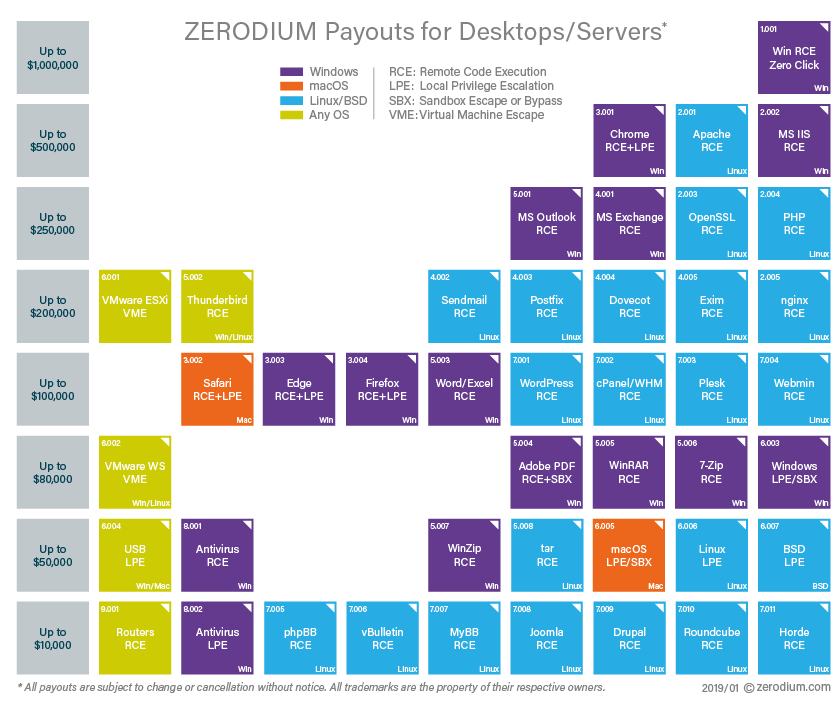 ZERODIUM Payouts for Desktops/Servers*
Windows
macOS
Linux/BSD
Any OS
RCE: Remote Code Execution
LPE: Local Privilege Escalation
SBX: Sandbox Escape or Bypass
VME: Virtual Machine Escape
Up to
$1,000,000
1.001
Win RCE
Zero Click
Win
Up to
$500,000
3.001
Chrome
RCE+LPE
Win
2.001
Apache
RCE
Linux
2.002
MS IIS
RCE
Win
Up to
$250,000
5.001
MS Outlook
RCE
Win
4.001
MS Exchange
RCE
Win
2.003
OpenSSL
RCE
Linux
2.004
PHP
RCE
Linux
Up to
$200,000
6.001
VMware ESXi
VME
5.002
Thunderbird
RCE
Win/Linux
4.002
Sendmail
RCE
Linux
4.003
Postfix
RCE
Linux
4.004
Dovecot
RCE
Linux
4.005
Exim
RCE
Linux
2.005
nginx
RCE
Linux
Up to
$100,000
3.002
Safari
RCE+LPE
Mac
3.003
Edge
RCE+LPE
Win
3.004
Firefox
RCE+LPE
Win
5.003
Word/Excel
RCE
Win
7.001
WordPress
RCE
Linux
7.002
cPanel/WHM
RCE
Linux
7.003
Plesk
RCE
Linux
7.004
Webmin
RCE
Linux
Up to
$80,000
6.002
VMware WS
VME
Win/Linux
5.004
Adobe PDF
RCE+SBX
Win
5.005
WinRAR
RCE
Win
5.006
7-Zip
RCE
Win
6.003
Windows
LPE/SBX
Win
Up to
$50,000
6.004
USB
LPE
Win/Mac
8.001
Antivirus
RCE
Win
5.007
WinZip
RCE
Win
5.008
tar
RCE
Linux
6.005
macOS
LPE/SBX
Mac
6.006
Linux
LPE
Linux
6.007
BSD
LPE
BSD
Up to
$10,000
9.001
Routers
RCE
8.002
Antivirus
LPE
Win
7.005
phpBB
RCE
Linux
7.006
vBulletin
RCE
Linux
7.007
MyBB
RCE
Linux
7.008
Joomla
RCE
Linux
7.009
Drupal
RCE
Linux
7.010
Roundcube
RCE
Linux
7.011
Horde
RCE
Linux
* All payouts are subject to change or cancellation without notice. All trademarks are the property of their respective owners.
2019/01 © zerodium.com